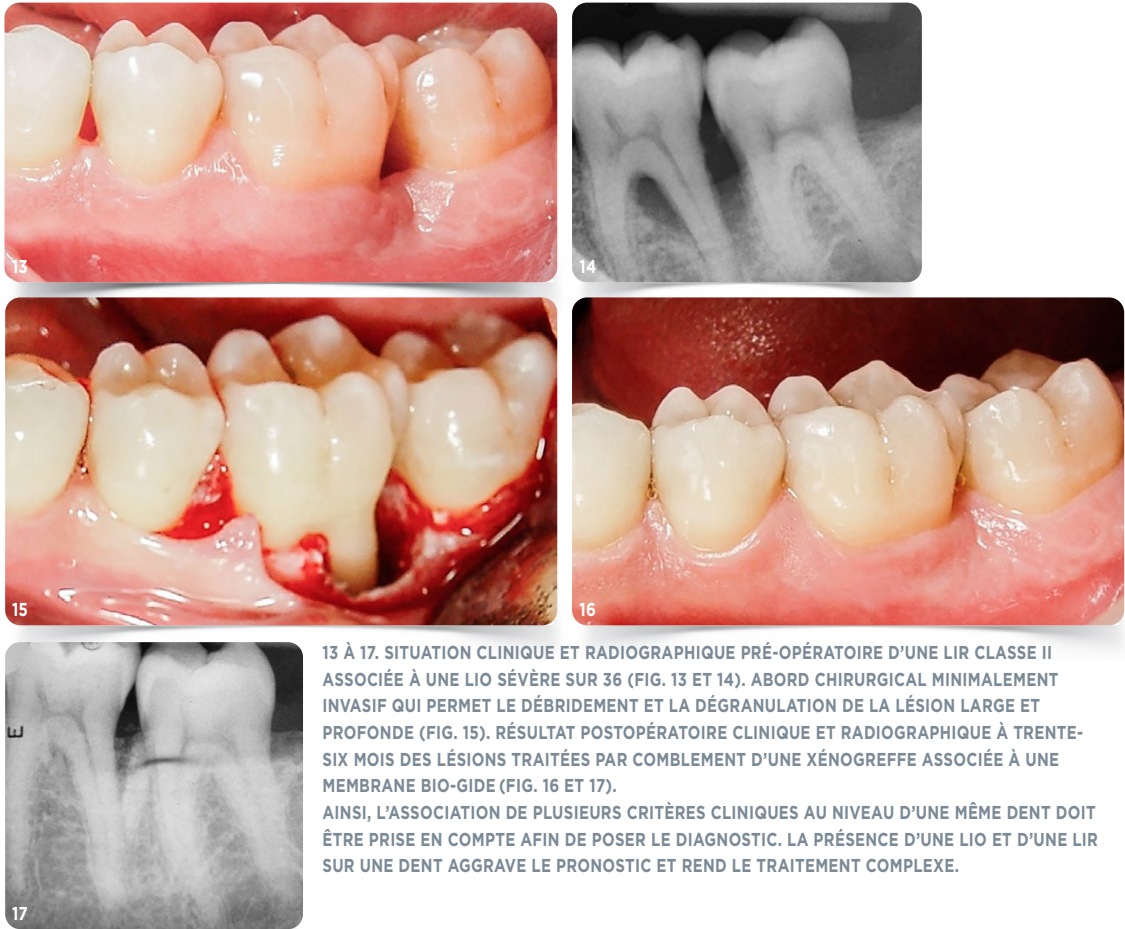 13
14
15
16
17
E
13 À 17. SITUATION CLINIQUE ET RADIOGRAPHIQUE PRÉ-OPÉRATOIRE D'UNE LIR CLASSE II
ASSOCIÉE À UNE LIO SÉVÈRE SUR 36 (FIG. 13 ET 14). ABORD CHIRURGICAL MINIMALEMENT
INVASIF QUI PERMET LE DÉBRIDEMENT ET LA DÉGRANULATION DE LA LÉSION LARGE ET
PROFONDE (FIG. 15). RÉSULTAT POSTOPÉRATOIRE CLINIQUE ET RADIOGRAPHIQUE À TRENTE-
SIX MOIS DES LÉSIONS TRAITÉES PAR COMBLEMENT D'UNE XÉNOGREFFE ASSOCIÉE À UNE
MEMBRANE BIO-GIDE (FIG. 16 ET 17).
AINSI, L'ASSOCIATION DE PLUSIEURS CRITÈRES CLINIQUES AU NIVEAU D'UNE MÊME DENT DOIT
ÊTRE PRISE EN COMPTE AFIN DE POSER LE DIAGNOSTIC. LA PRÉSENCE D'UNE LIO ET D'UNE LIR
SUR UNE DENT AGGRAVE LE PRONOSTIC ET REND LE TRAITEMENT COMPLEXE.